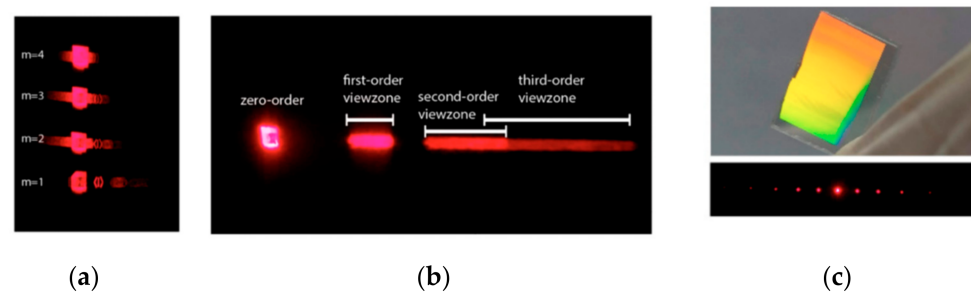 m=4
m=3
m=2
m=1
zero-order
first-order
viewzone
second-order
viewzone
third-order
viewzone
(a)
(b)
(c)